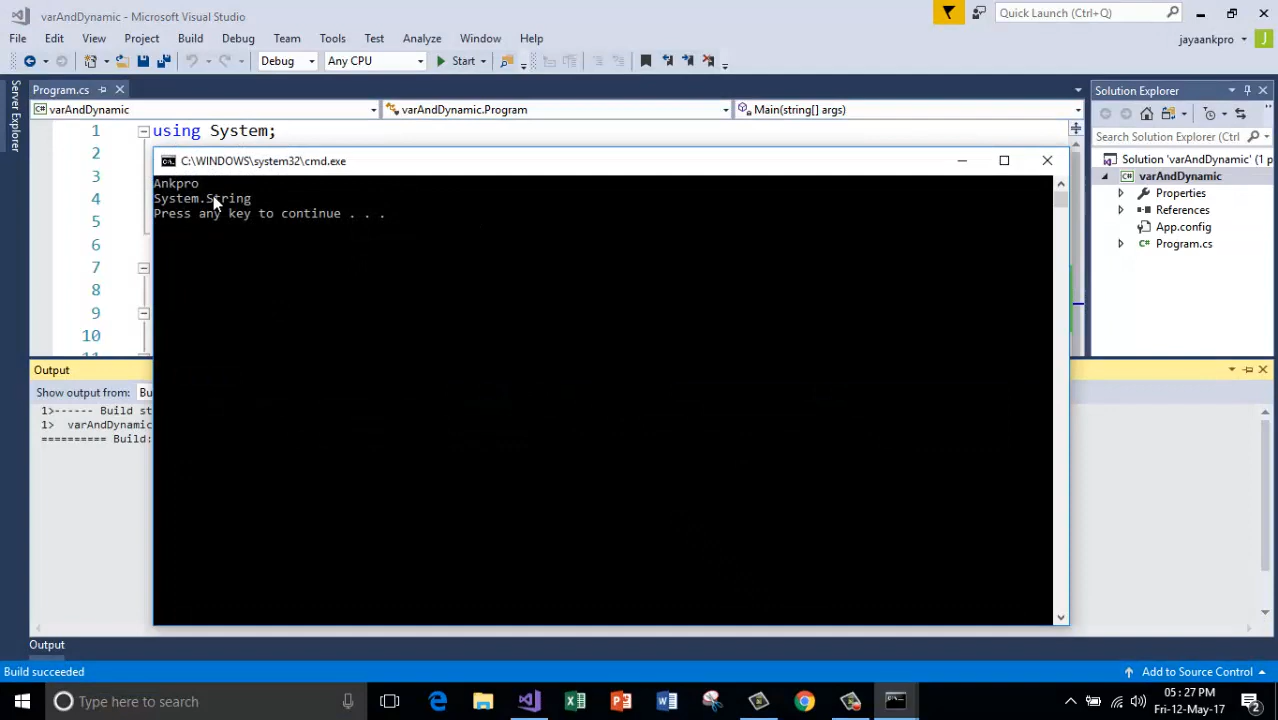 varAndDynamic - Microsoft Visual Studio
Quick Launch (Ctrl+Q)
File Edit View Project Build Debug Team Tools Test Analyze Window Help
jayaankpro J
Debug Any CPU Start
Server Explorer
Program.cs
Solution Explorer
varAndDynamic varAndDynamic.Program Main(string[] args)
Search Solution Explorer (Ctrl
1 using System;
2
3
4
5
6
7
8
9
10
Solution 'varAndDynamic' (1 p
varAndDynamic
Properties
References
App.config
C# Program.cs
C:\WINDOWS\system32\cmd.exe
Ankpro
System.String
Press any key to continue . . .
Output
Show output from: Bu
1>------ Build st
1> varAndDynamic
========== Build:
Output
Build succeeded
Add to Source Control
Type here to search
05:27 PM
Fri-12-May-17
2